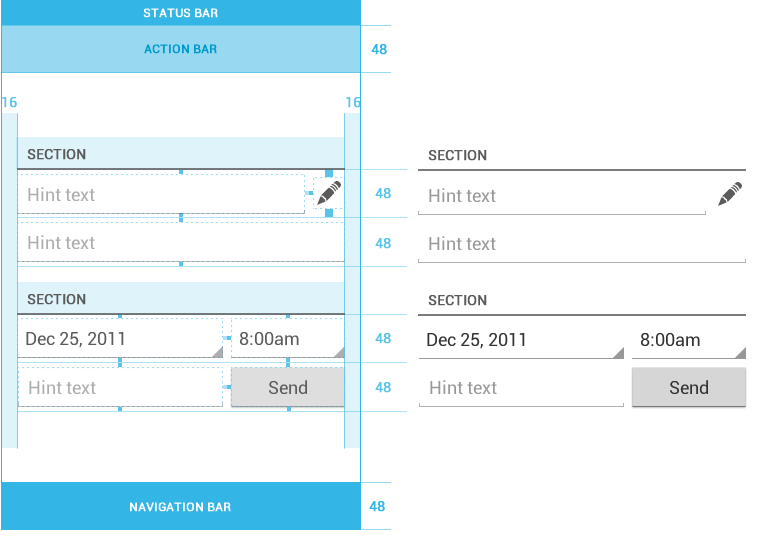 STATUS BAR
ACTION BAR
48
16
16
SECTION
Hint text
48
Hint text
48
SECTION
Dec 25, 2011
8:00am
48
Hint text
Send
48
NAVIGATION BAR
48
SECTION
Hint text
Hint text
SECTION
Dec 25, 2011
8:00am
Hint text
Send